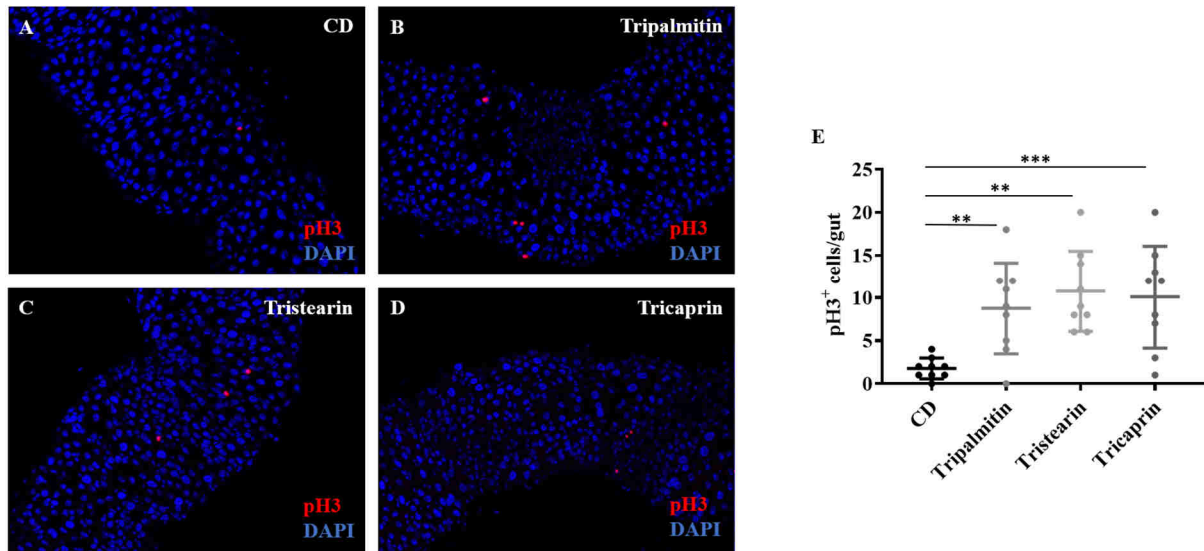 A
CD
pH3
DAPI
B
Tripalmitin
pH3
DAPI
C
Tristearin
pH3
DAPI
D
Tricaprin
pH3
DAPI
E
***
**
**
25
20
15
10
5
0
pH3+ cells/gut
CD
Tripalmitin
Tristearin
Tricaprin